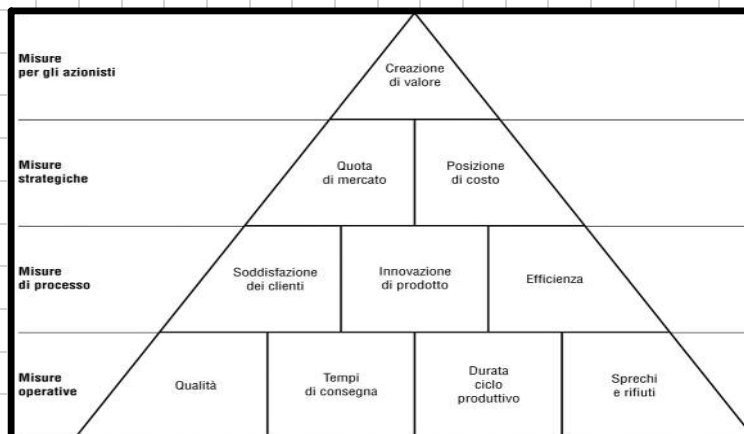 Misure
per gli azionisti
Creazione
di valore
Misure
strategiche
Quota
di mercato
Posizione
di costo
Misure
di processo
Soddisfazione
dei clienti
Innovazione
di prodotto
Efficienza
Misure
operative
Qualità
Tempi
di consegna
Durata
ciclo
produttivo
Sprechi
e rifiuti